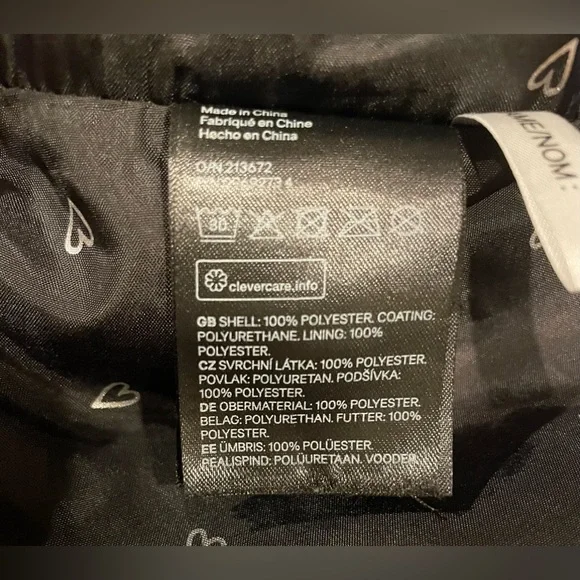 Made in China
Fabriqué en Chine
Hecho en China
O/N 213672
30
clevercare.info
GB SHELL: 100% POLYESTER. COATING:
POLYURETHANE. LINING: 100%
POLYESTER.
CZ SVRCHNÍ LÁTKA: 100% POLYESTER.
POVLAK: POLYURETAN. PODŠÍVKA:
100% POLYESTER.
DE OBERMATERIAL: 100% POLYESTER.
BELAG: POLYURETHAN. FUTTER: 100%
POLYESTER.
EE ÜMBRIS: 100% POLÜESTER.
PEALISPIND: POLÜURETAAN. VOODER:
/NOM: